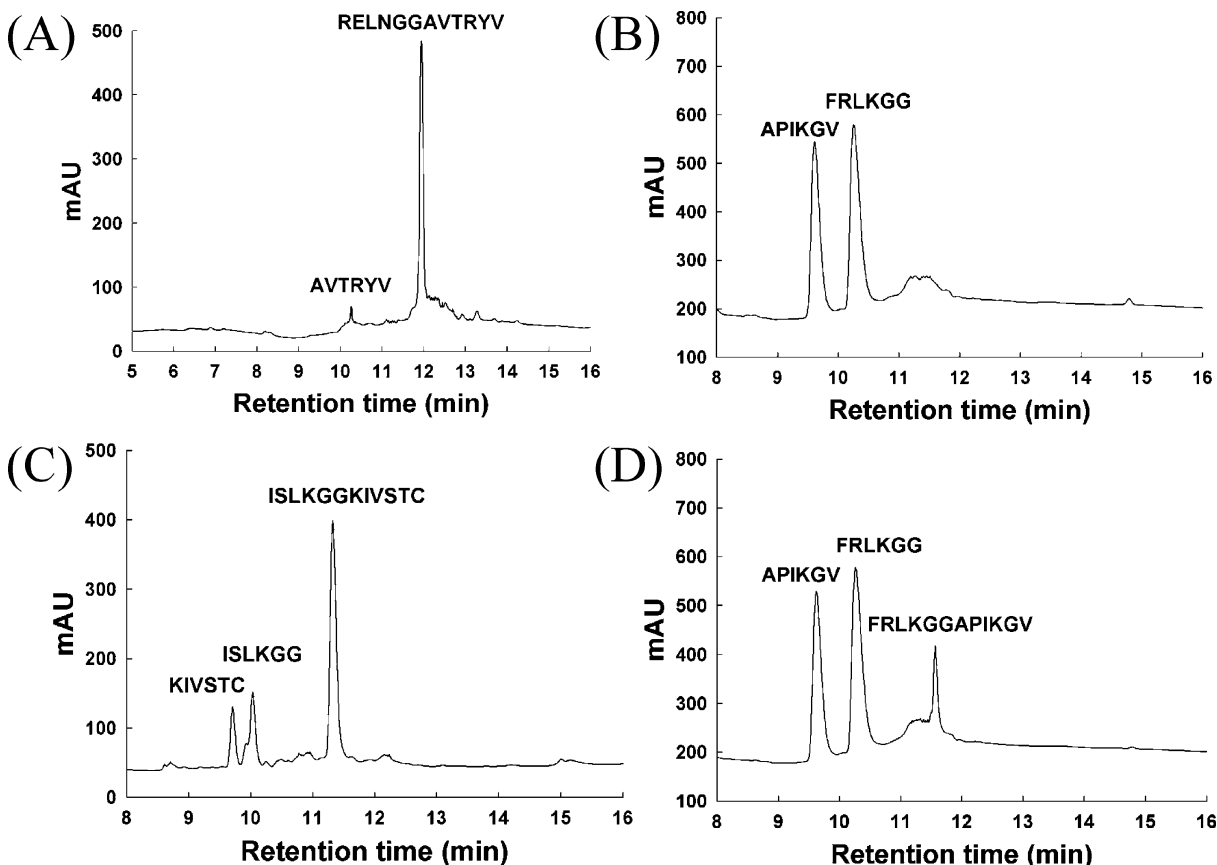 (A)
RELNGGAVTRYV
AVTRYV
500
400
300
200
100
0
mAU
5 6 7 8 9 10 11 12 13 14 15 16
Retention time (min)
(B)
FRLKGG
APIKGV
800
700
600
500
400
300
200
100
mAU
8 9 10 11 12 13 14 15 16
Retention time (min)
(C)
ISLKGGKIVSTC
ISLKGG
KIVSTC
500
400
300
200
100
0
mAU
8 9 10 11 12 13 14 15 16
Retention time (min)
(D)
FRLKGG
APIKGV
FRLKGGAPIKGV
800
700
600
500
400
300
200
100
mAU
8 9 10 11 12 13 14 15 16
Retention time (min)